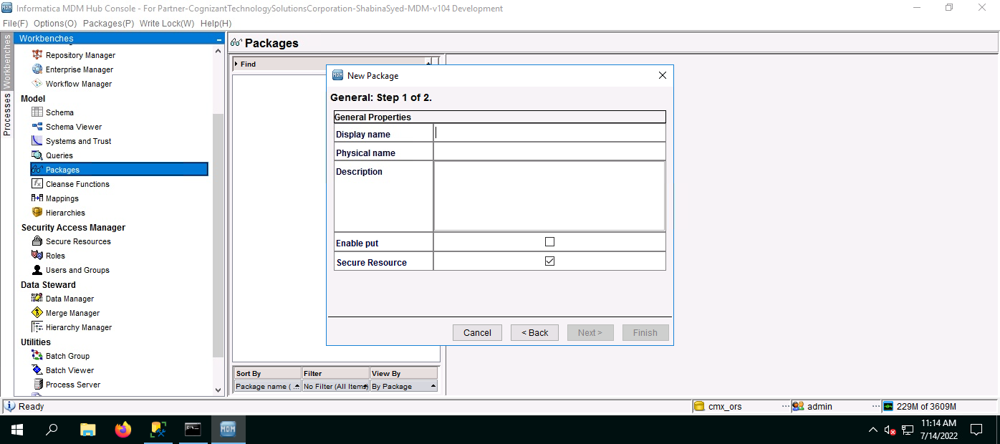 Informatica MDM Hub Console - For Partner-CognizantTechnologySolutionsCorporation-ShabinaSyed-MDM-v104 Development
File(F) Options(O) Packages(P) Write Lock(W) Help(H)
Workbenches
Processes
Workbenches
Repository Manager
Enterprise Manager
Workflow Manager
Model
Schema
Schema Viewer
Systems and Trust
Queries
Packages
Cleanse Functions
Mappings
Hierarchies
Security Access Manager
Secure Resources
Roles
Users and Groups
Data Steward
Data Manager
Merge Manager
Hierarchy Manager
Utilities
Batch Group
Batch Viewer
Process Server
Packages
Find
MDM New Package
General: Step 1 of 2.
General Properties
Display name
Physical name
Description
Enable put
Secure Resource
Cancel < Back Next > Finish
Sort By Filter View By
Package name ( .. No Filter (All Items) By Package
Ready cmx_ors ... admin ... 229M of 3609M
MDM
11:14 AM
7/14/2022